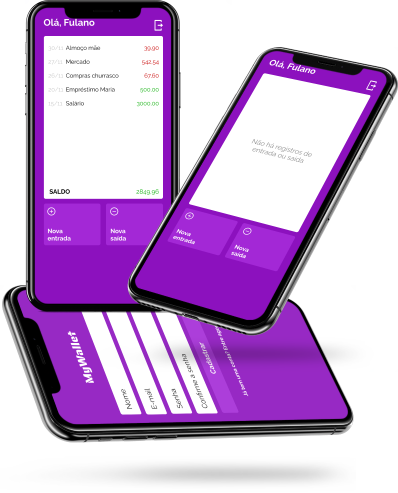 Olá, Fulano
30/11 Almoço mãe 39,90
27/11 Mercado 542,54
26/11 Compras churrasco 67,60
20/11 Empréstimo Maria 500,00
15/11 Salário 3000,00
SALDO 2849,96
Nova
entrada
Nova
saída
Olá, Fulano
Não há registros de
entrada ou saída
Nova
entrada
Nova
saída
MyWallet
Nome
E-mail
Senha
Confirme a senha
Cadastrar
Já tem uma conta? Entre agora!